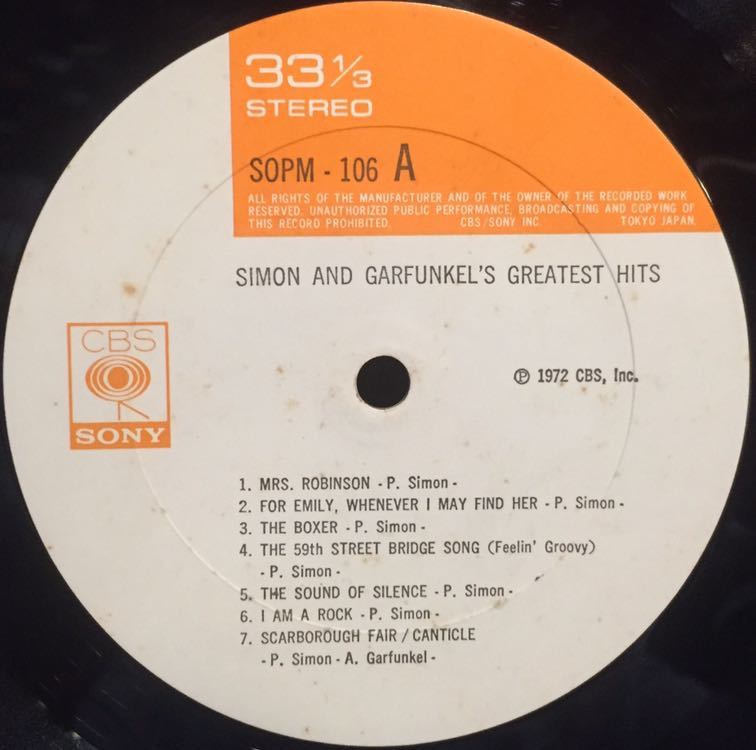 33 1/3
STEREO
SOPM - 106 A
ALL RIGHTS OF THE MANUFACTURER AND OF THE OWNER OF THE RECORDED WORK
RESERVED. UNAUTHORIZED PUBLIC PERFORMANCE, BROADCASTING AND COPYING OF
THIS RECORD PROHIBITED. CBS/SONY INC. TOKYO JAPAN.
SIMON AND GARFUNKEL'S GREATEST HITS
CBS
SONY
℗ 1972 CBS, Inc.
1. MRS. ROBINSON - P. Simon -
2. FOR EMILY, WHENEVER I MAY FIND HER - P. Simon -
3. THE BOXER - P. Simon -
4. THE 59th STREET BRIDGE SONG (Feelin' Groovy)
- P. Simon -
5. THE SOUND OF SILENCE - P. Simon -
6. I AM A ROCK - P. Simon -
7. SCARBOROUGH FAIR / CANTICLE
- P. Simon - A. Garfunkel -